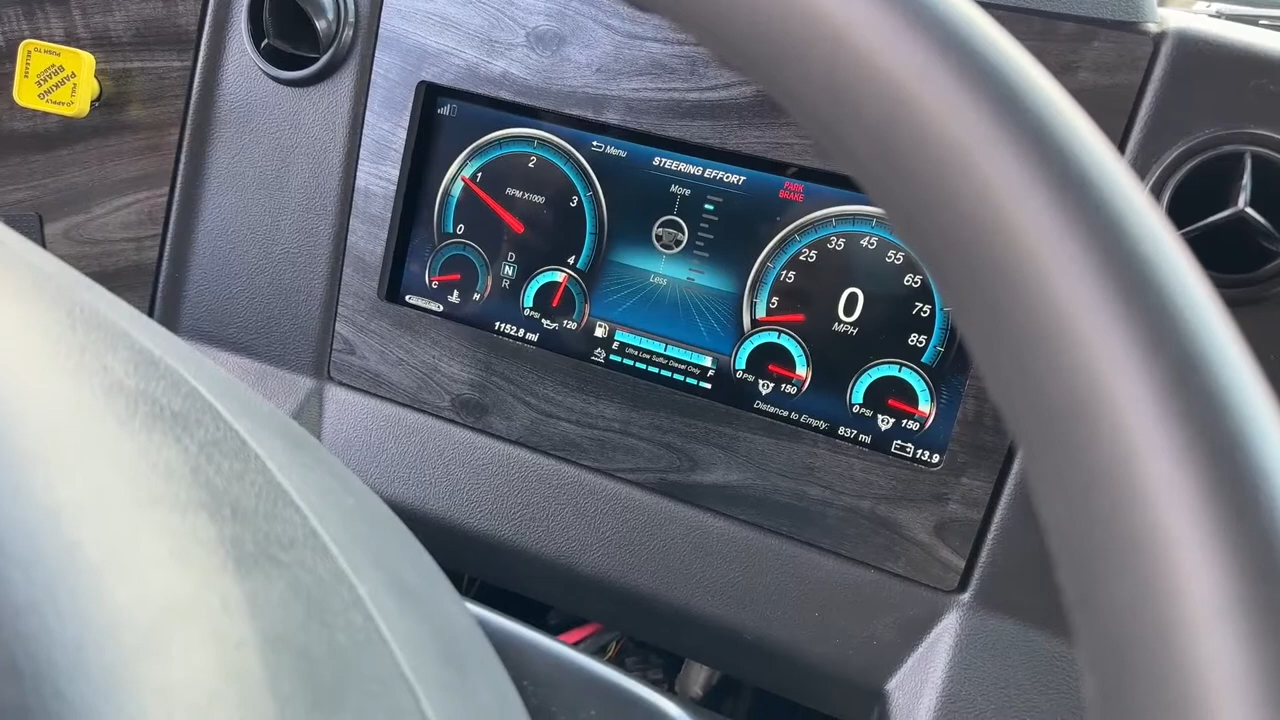 PULL TO APPLY
PARKING
BRAKE
WABCO
PUSH TO
RELEASE
Menu
STEERING EFFORT
PARK
BRAKE
More
Less
0
1
2
3
4
RPM X1000
C
H
D
N
R
0 PSI
120
1152.8 mi
E
Ultra Low Sulfur Diesel Only
F
5
15
25
35
45
55
65
75
85
0
MPH
0 PSI
1
150
0 PSI
2
150
Distance to Empty: 837 mi
13.9